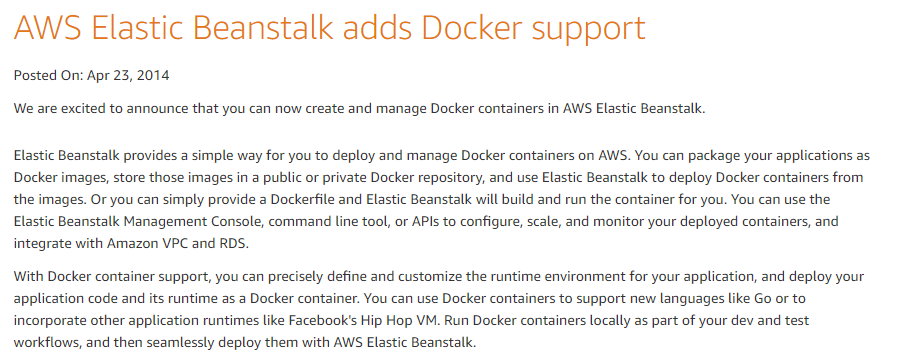 AWS Elastic Beanstalk adds Docker support
Posted On: Apr 23, 2014
We are excited to announce that you can now create and manage Docker containers in AWS Elastic Beanstalk.
Elastic Beanstalk provides a simple way for you to deploy and manage Docker containers on AWS. You can package your applications as
Docker images, store those images in a public or private Docker repository, and use Elastic Beanstalk to deploy Docker containers from
the images. Or you can simply provide a Dockerfile and Elastic Beanstalk will build and run the container for you. You can use the
Elastic Beanstalk Management Console, command line tool, or APIs to configure, scale, and monitor your deployed containers, and
integrate with Amazon VPC and RDS.
With Docker container support, you can precisely define and customize the runtime environment for your application, and deploy your
application code and its runtime as a Docker container. You can use Docker containers to support new languages like Go or to
incorporate other application runtimes like Facebook's Hip Hop VM. Run Docker containers locally as part of your dev and test
workflows, and then seamlessly deploy them with AWS Elastic Beanstalk.